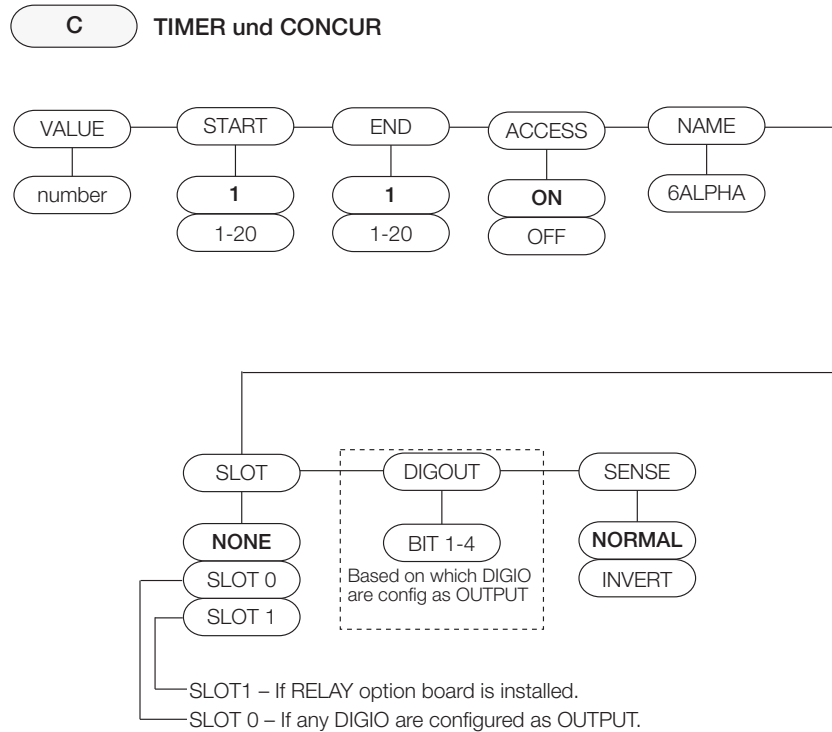 C TIMER und CONCUR
VALUE START END ACCESS NAME
number 1 1 ON 6ALPHA
1-20 1-20 OFF
SLOT DIGOUT SENSE
NONE BIT 1-4 NORMAL
SLOT 0 Based on which DIGIO INVERT
are config as OUTPUT
SLOT 1
SLOT1 – If RELAY option board is installed.
SLOT 0 – If any DIGIO are configured as OUTPUT.